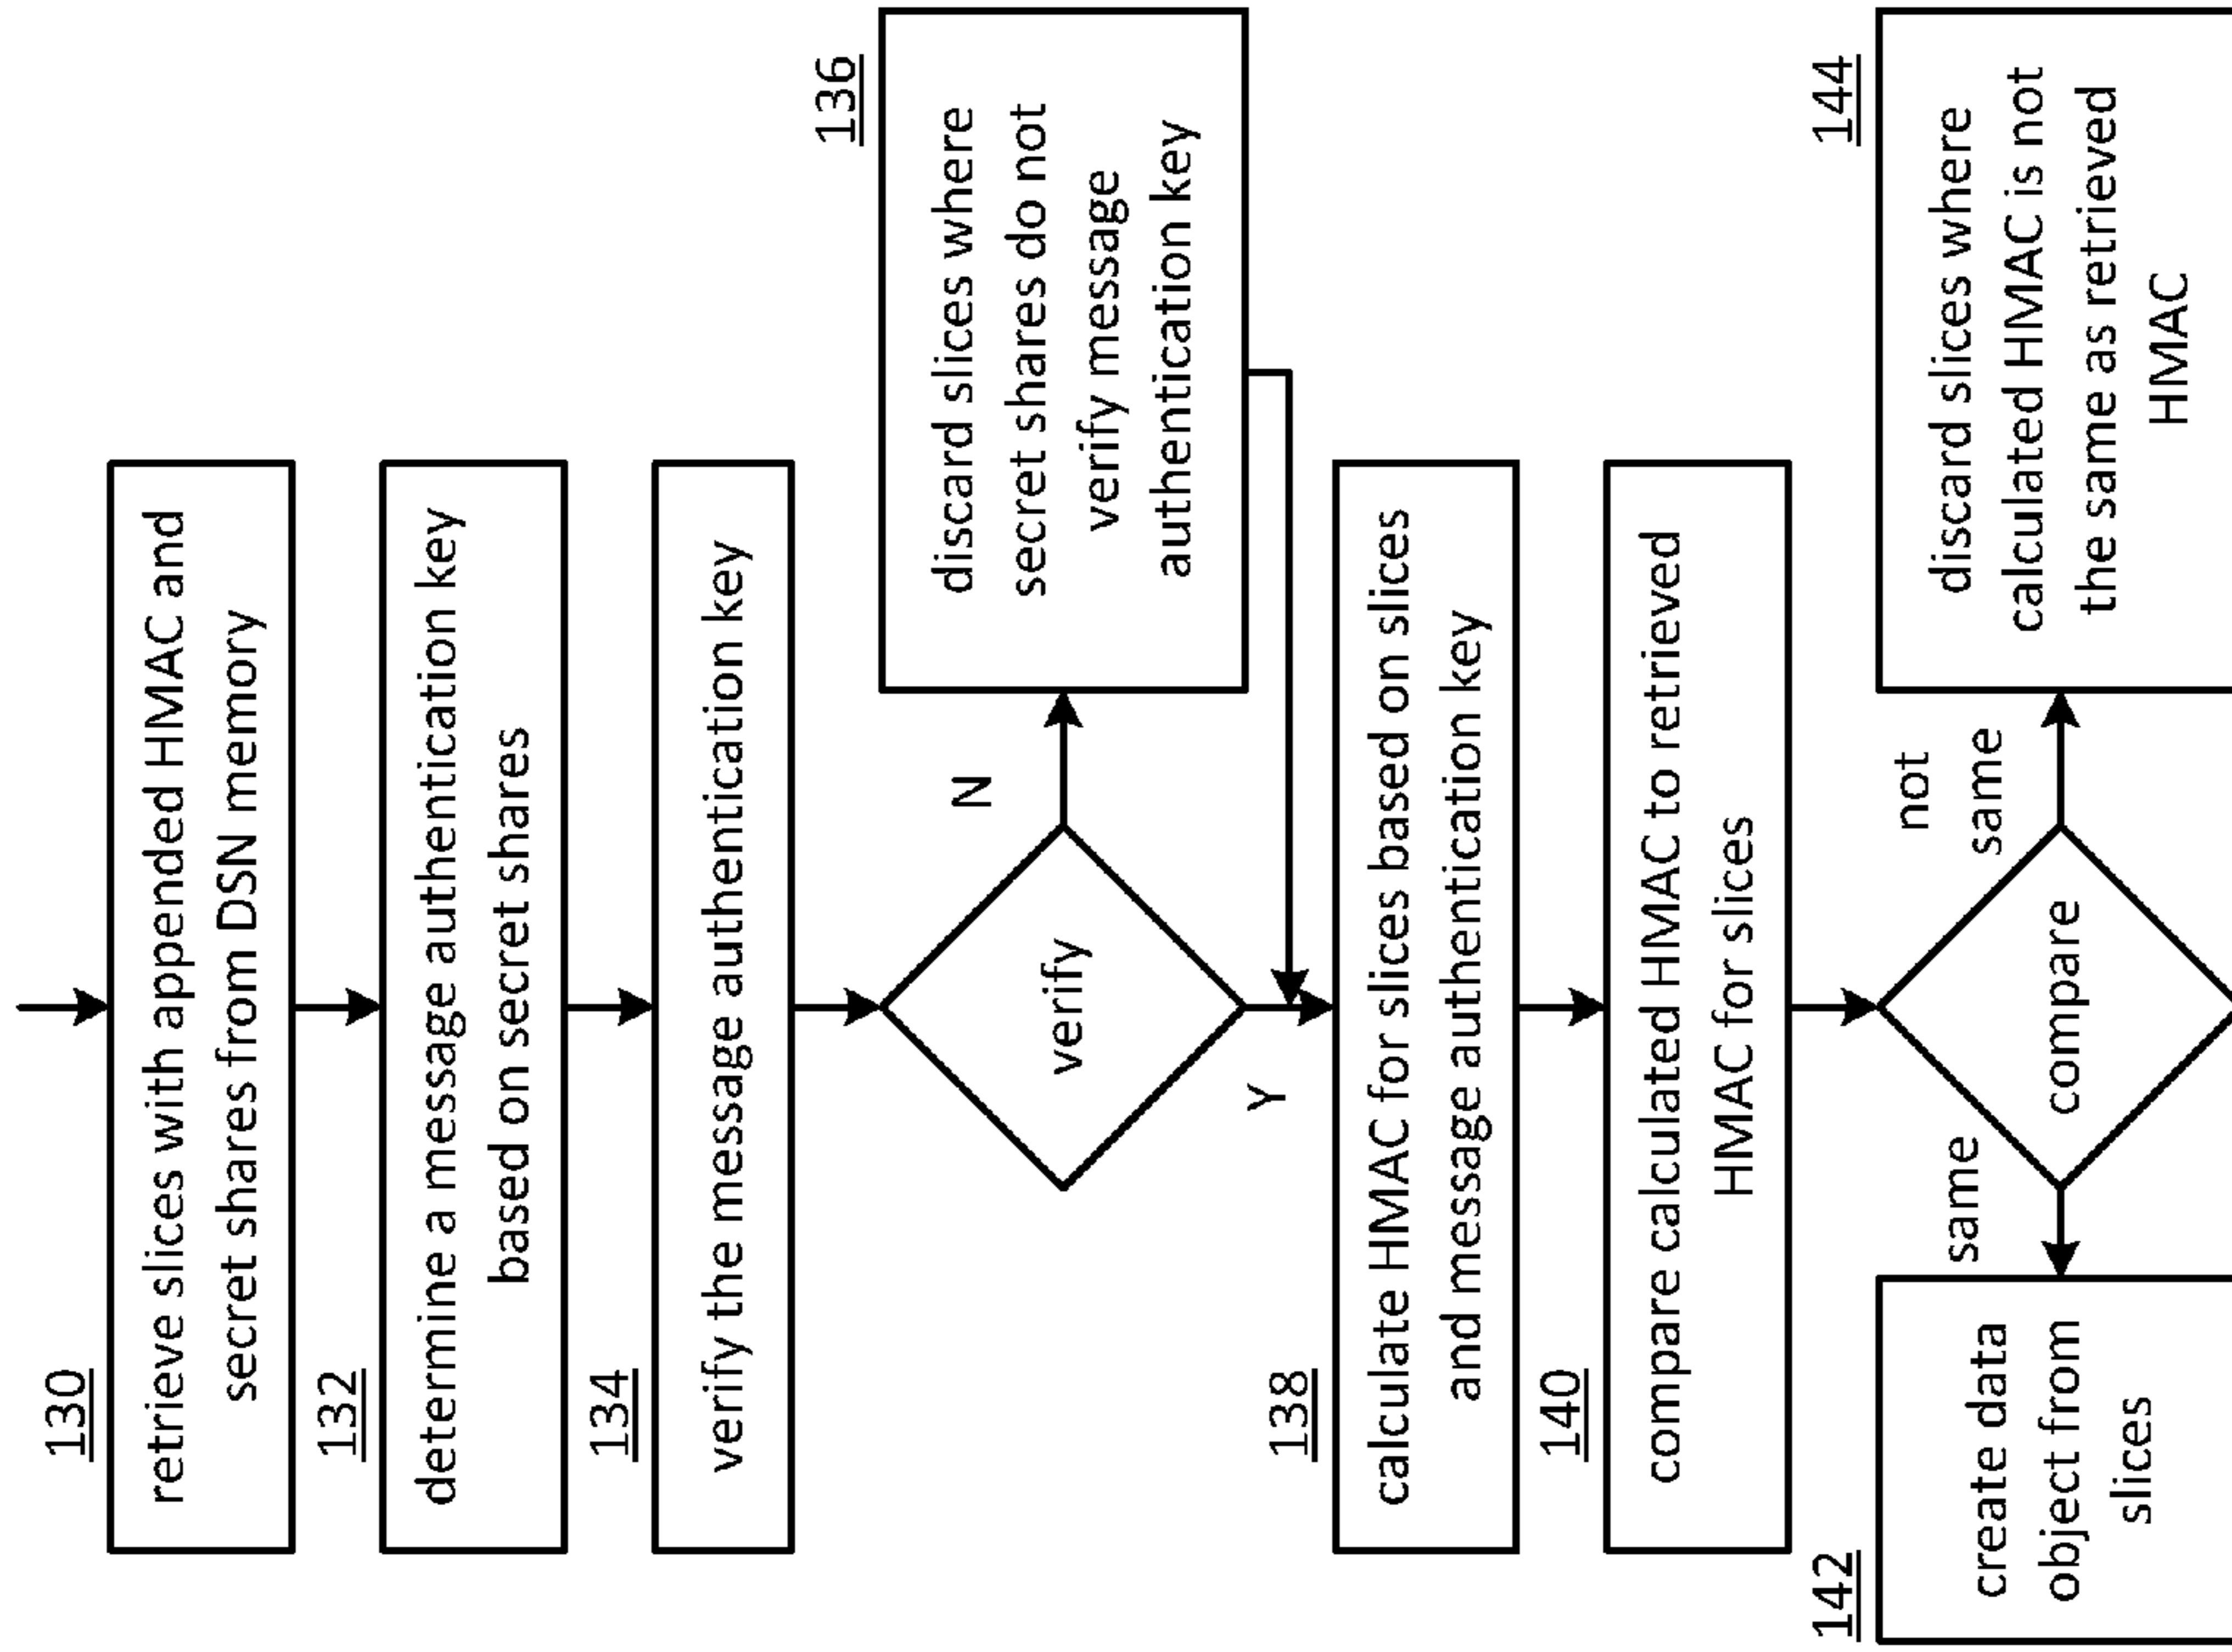 130
retrieve slices with appended HMAC and
secret shares from DSN memory
132
determine a message authentication key
based on secret shares
134
verify the message authentication key
verify
N
Y
136
discard slices where
secret shares do not
verify message
authentication key
138
calculate HMAC for slices based on slices
and message authentication key
140
compare calculated HMAC to retrieved
HMAC for slices
compare
same
not
same
142
create data
object from
slices
144
discard slices where
calculated HMAC is not
the same as retrieved
HMAC